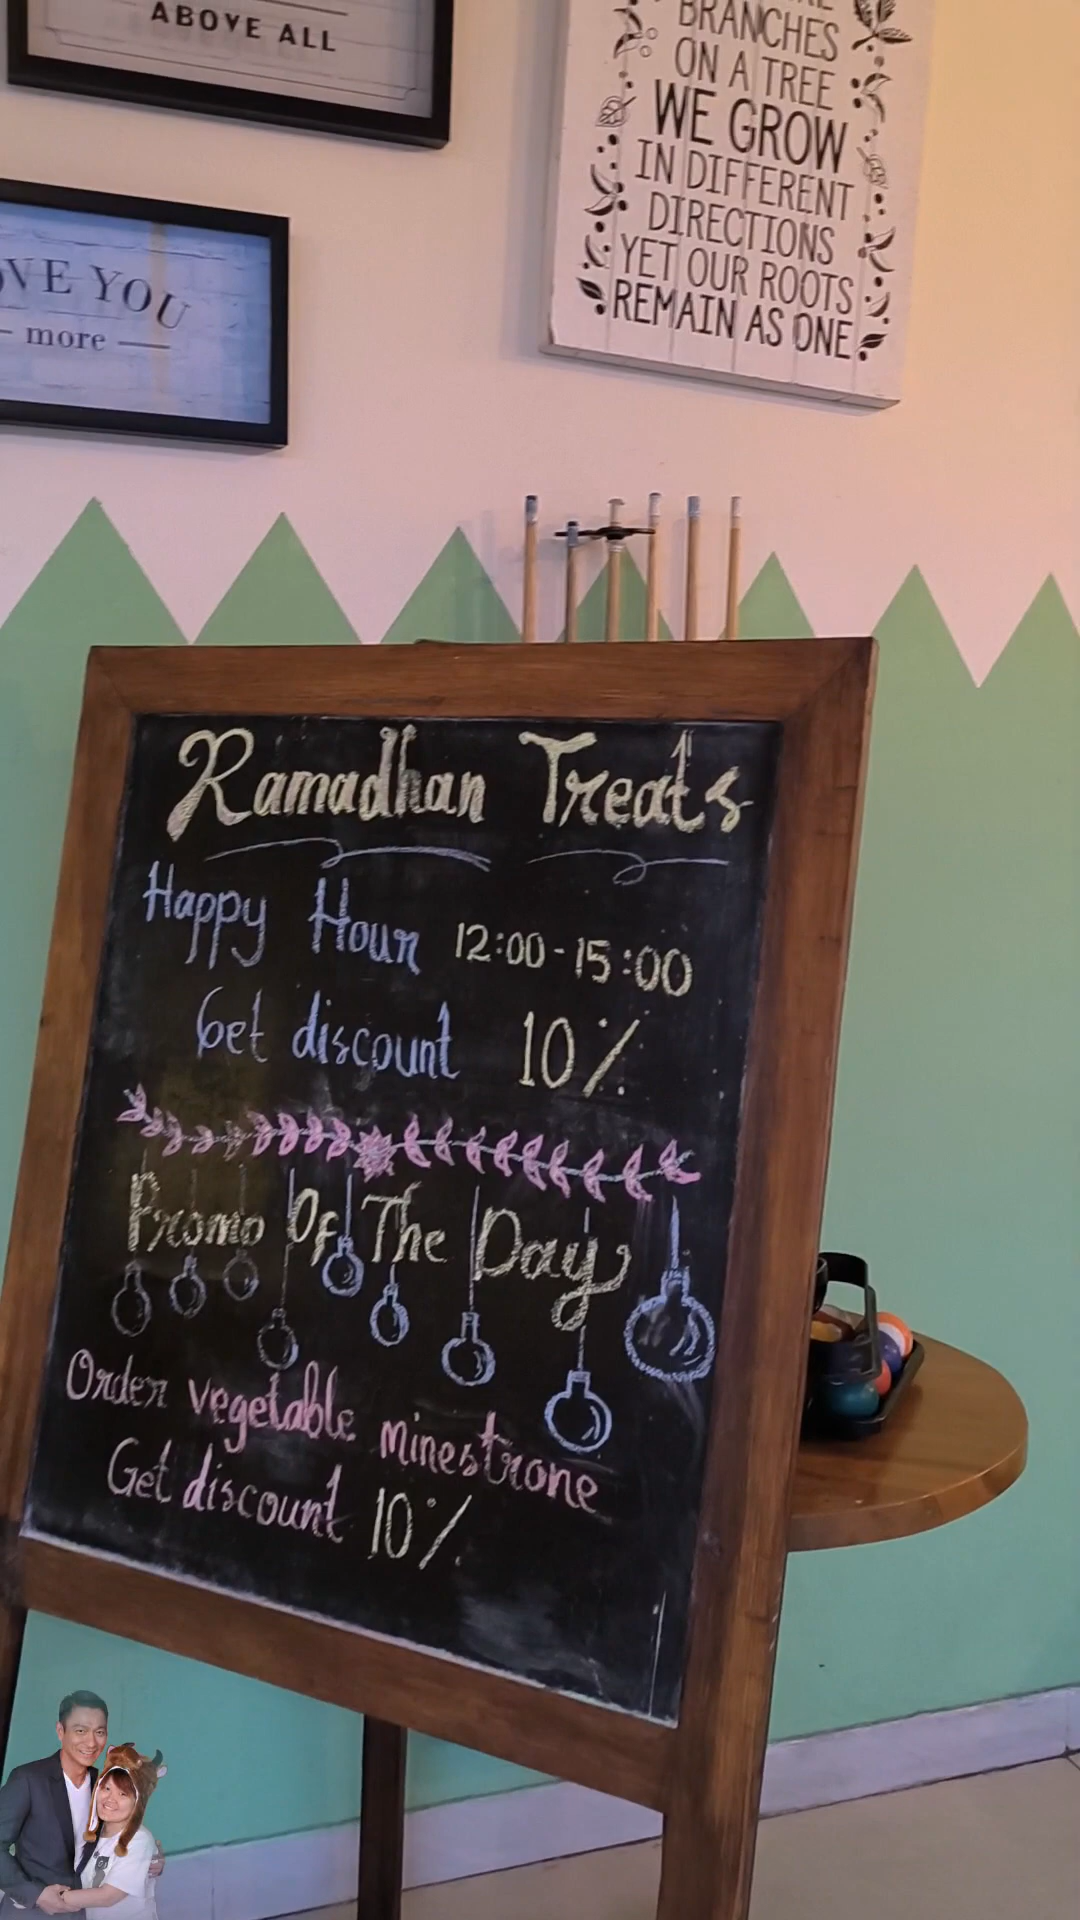 ABOVE ALL
BRANCHES
ON A TREE
WE GROW
IN DIFFERENT
DIRECTIONS
YET OUR ROOTS
REMAIN AS ONE
YOU
more
Ramadhan Treats
Happy Hour 12:00-15:00
Get discount 10%
Promo Of The Day
Order vegetable minestrone
Get discount 10%